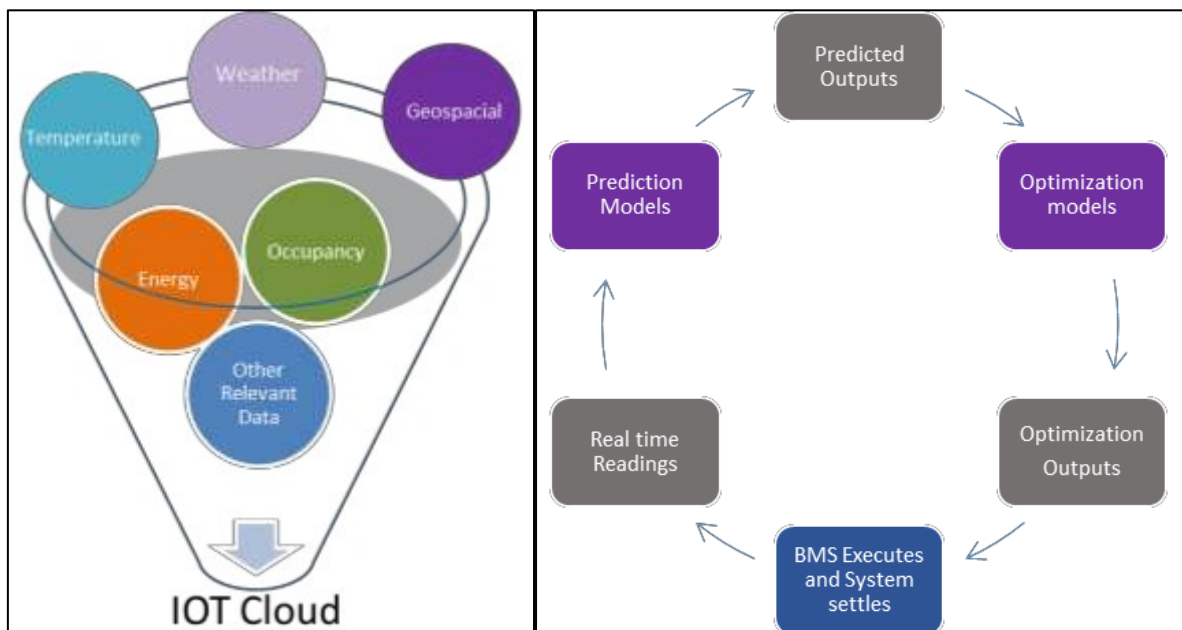 Weather
Temperature
Geospacial
Energy
Occupancy
Other
Relevant
Data
IOT Cloud
Predicted
Outputs
Prediction
Models
Optimization
models
Real time
Readings
Optimization
Outputs
BMS Executes
and System
settles